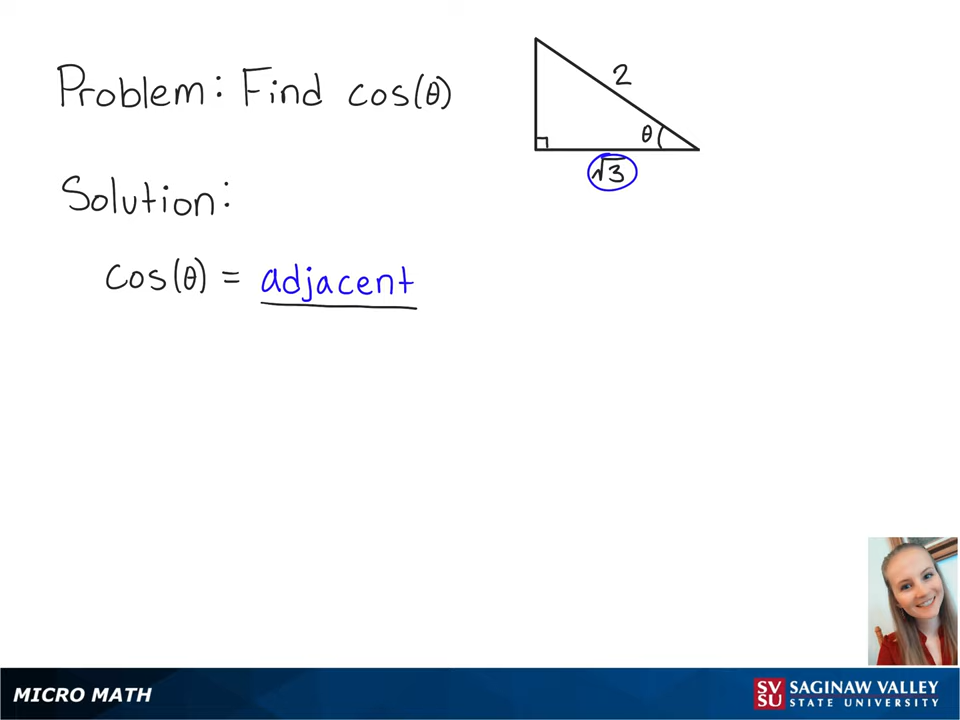 Problem: Find cos(θ)
2
θ
√3
Solution:
cos(θ) = adjacent
MICRO MATH
SV
SU
SAGINAW VALLEY
STATE UNIVERSITY